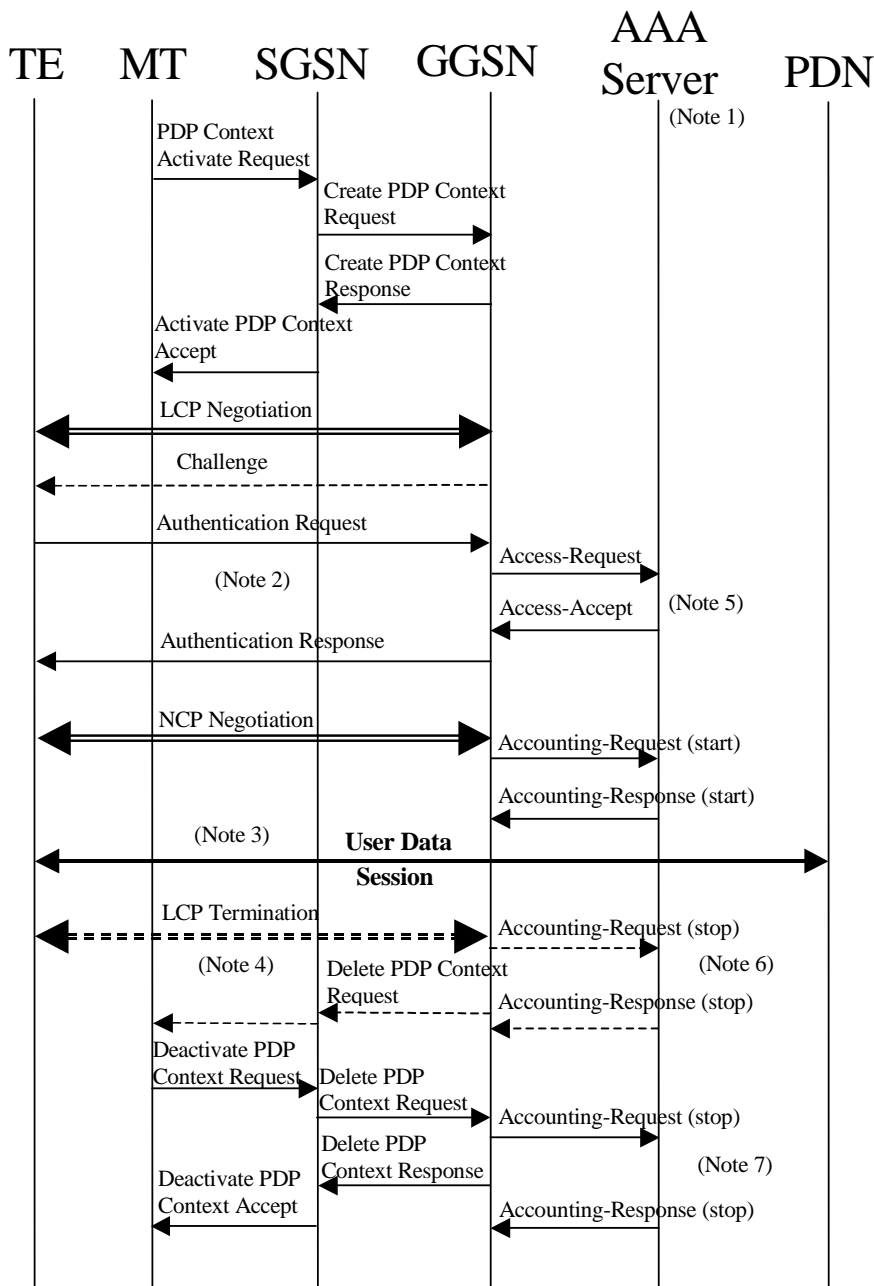 TE MT SGSN GGSN AAA Server PDN
(Note 1)
PDP Context
Activate Request
Create PDP Context
Request
Create PDP Context
Response
Activate PDP Context
Accept
LCP Negotiation
Challenge
Authentication Request
Access-Request
(Note 2)
Access-Accept
(Note 5)
Authentication Response
NCP Negotiation
Accounting-Request (start)
Accounting-Response (start)
(Note 3)
User Data
Session
LCP Termination
Accounting-Request (stop)
(Note 4)
Delete PDP Context
Request
(Note 6)
Accounting-Response (stop)
Deactivate PDP
Context Request
Delete PDP
Context Request
Accounting-Request (stop)
Delete PDP
Context Response
(Note 7)
Deactivate PDP
Context Accept
Accounting-Response (stop)